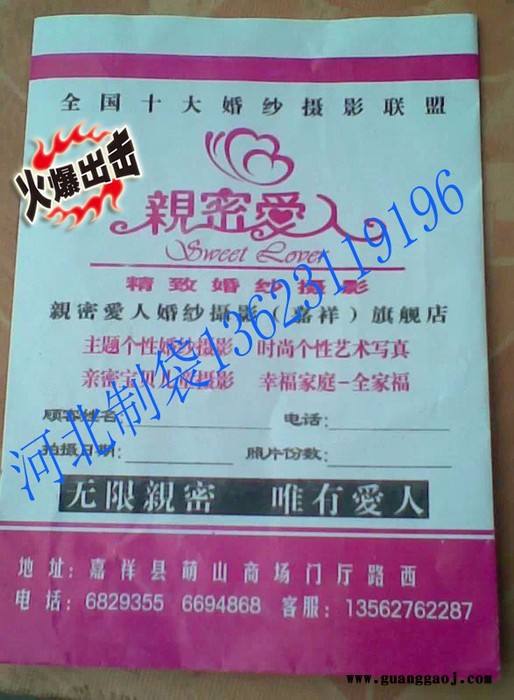 全国十大婚纱摄影联盟
火爆出击
親密愛人
Sweet Lover
精致婚纱摄影
親密愛人婚纱攝影（嘉祥）旗舰店
主题个性婚纱摄影 时尚个性艺术写真
亲密宝贝儿童摄影 幸福家庭-全家福
顾客姓名: 电话:
拍摄日期: 照片份数:
无限親密 唯有愛人
地址: 嘉祥县萌山商场门厅路西
电话: 6829355 6694868 客服: 13562762287
河北制袋13623119196
www.guanggaoj.com